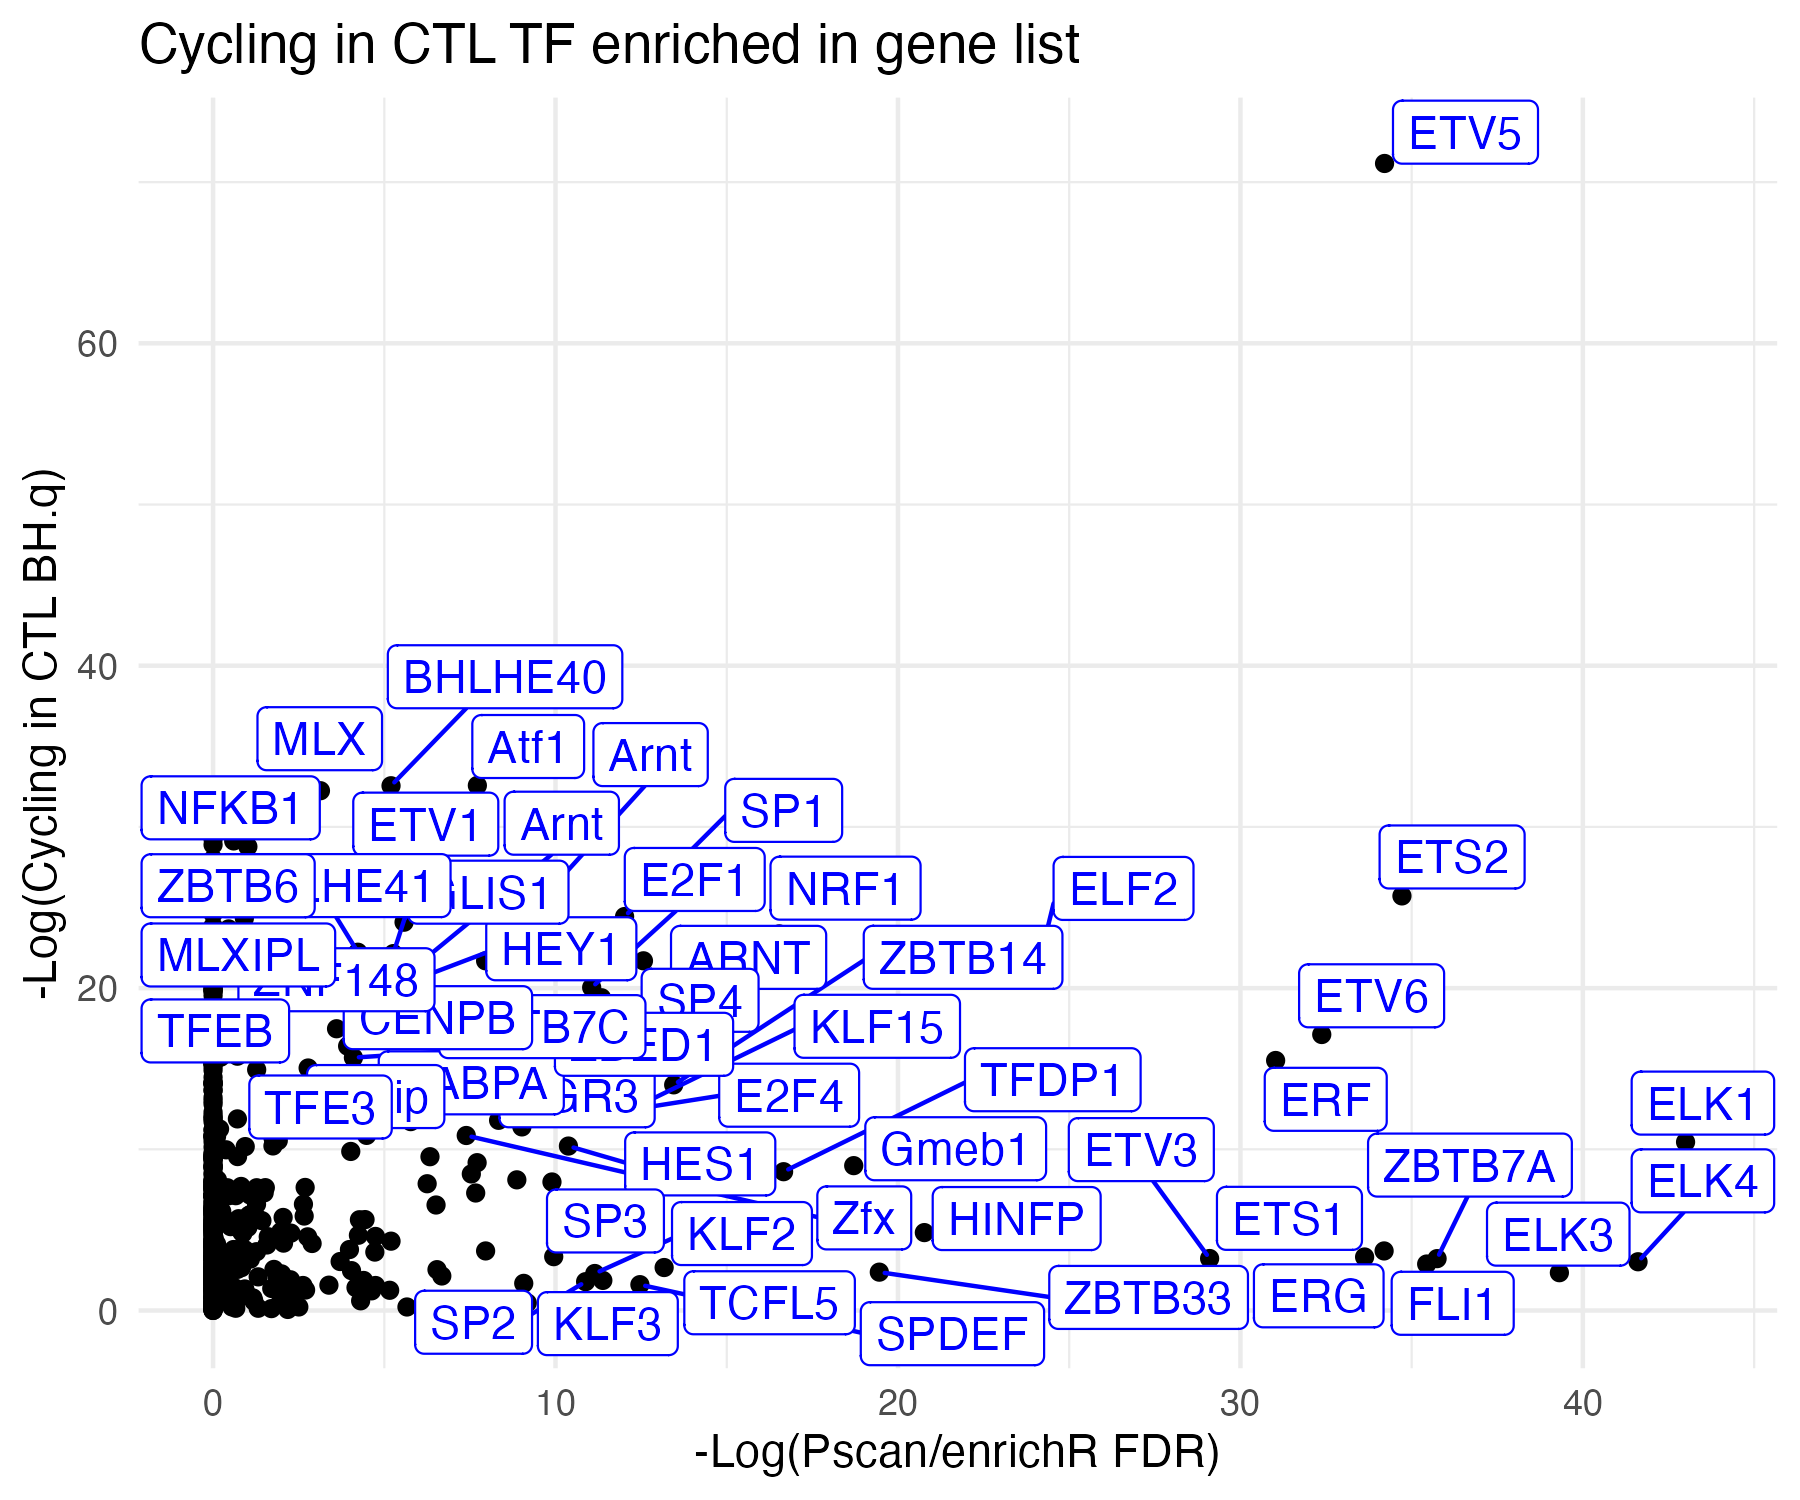 Cycling in CTL TF enriched in gene list
ETV5
60
40
20
0
-Log(Cycling in CTL BH.q)
BHLHE40
MLX
Atf1
Arnt
NFKB1
ETV1
Arnt
SP1
ETS2
ZBTB6
LHE41
GLIS1
E2F1
NRF1
ELF2
MLXIPL
ZNF148
HEY1
ARNT
ZBTB14
SP4
ETV6
TFEB
CENPB
TB7C
ZBED1
KLF15
TFE3
ip
ABPA
GR3
E2F4
TFDP1
ERF
ELK1
HES1
Gmeb1
ETV3
ZBTB7A
ELK4
SP3
KLF2
Zfx
HINFP
ETS1
ELK3
SP2
KLF3
TCFL5
SPDEF
ZBTB33
ERG
FLI1
0 10 20 30 40
-Log(Pscan/enrichR FDR)